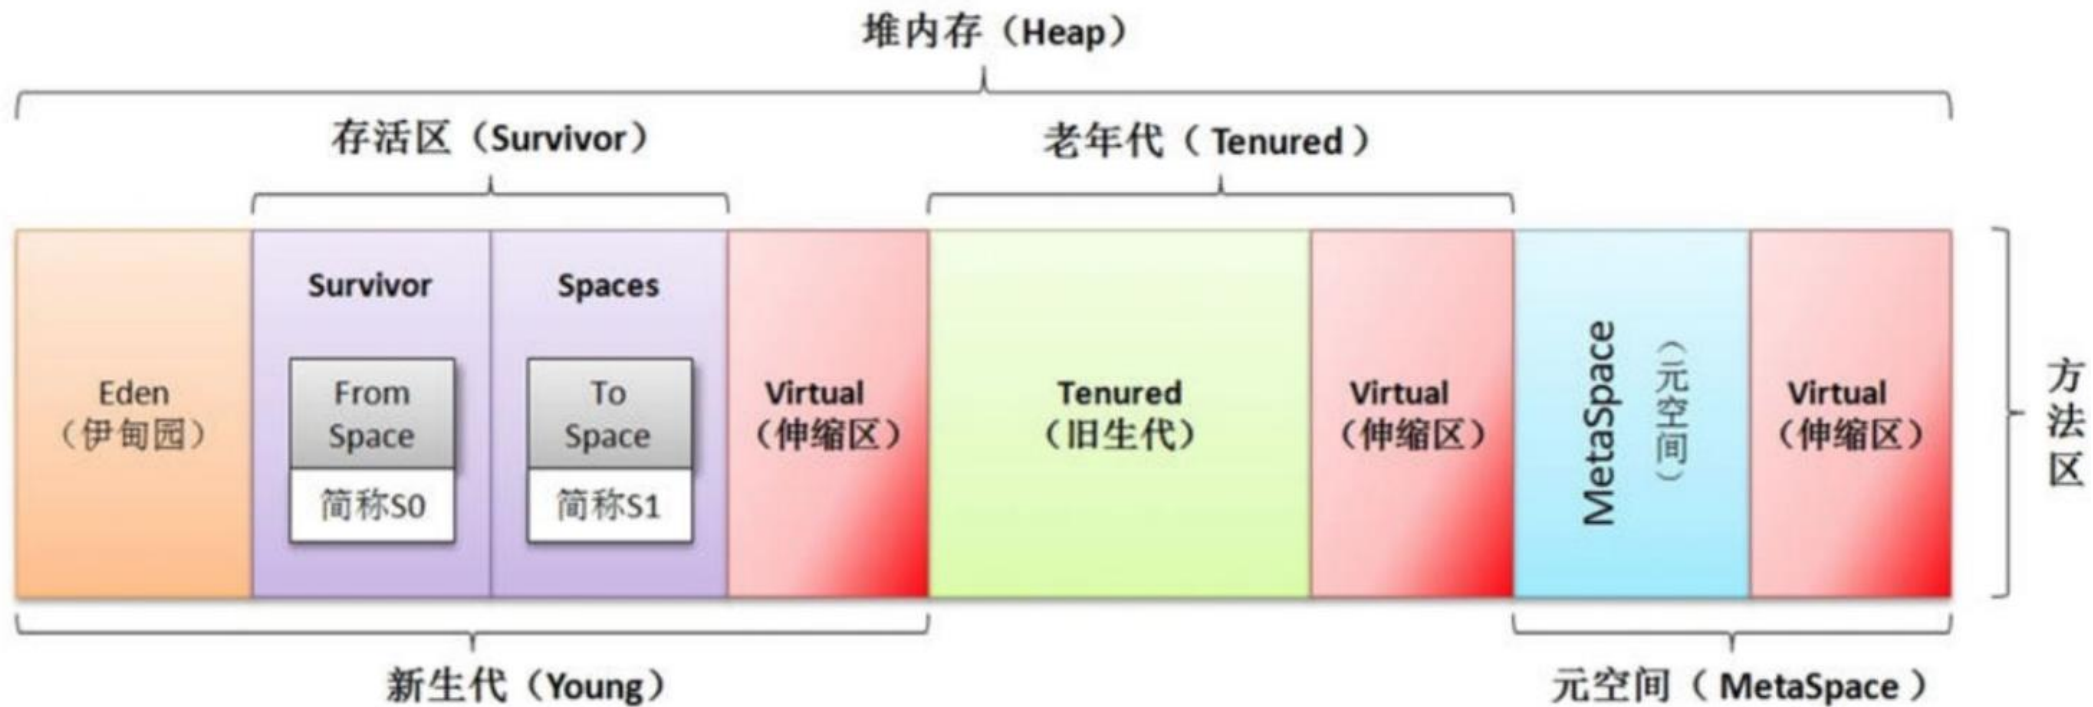 堆内存（Heap）
存活区（Survivor）
老年代（ Tenured ）
Eden
（伊甸园）
Survivor
From
Space
简称S0
Spaces
To
Space
简称S1
Virtual
（伸缩区）
Tenured
（旧生代）
Virtual
（伸缩区）
MetaSpace
（元空间）
Virtual
（伸缩区）
方法区
新生代（Young）
元空间（ MetaSpace ）